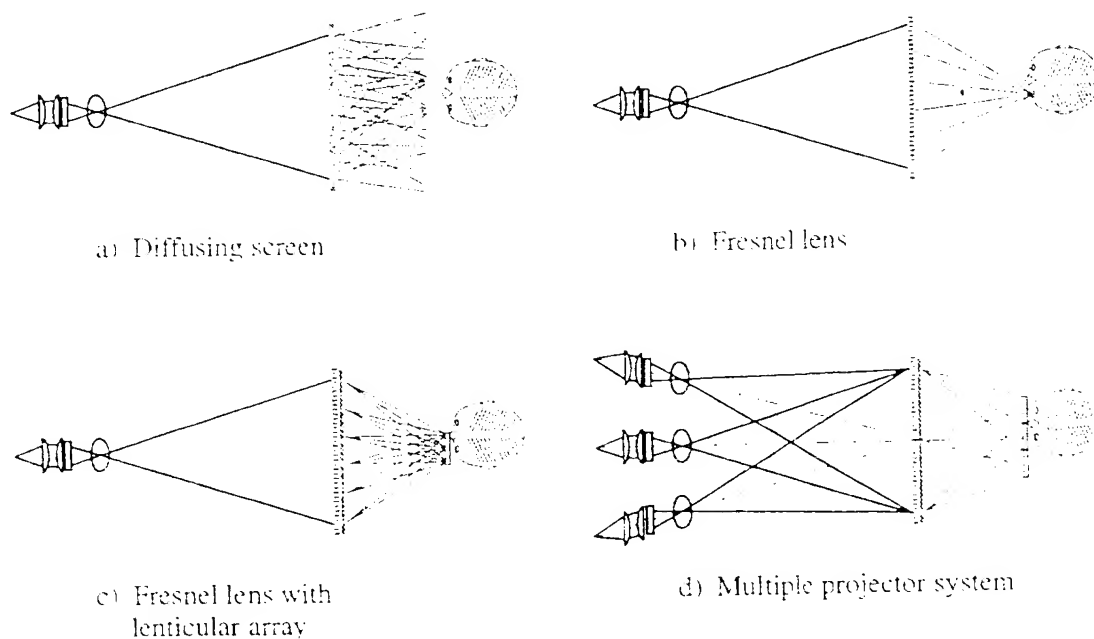 a) Diffusing screen
b) Fresnel lens
c) Fresnel lens with
lenticular array
d) Multiple projector system